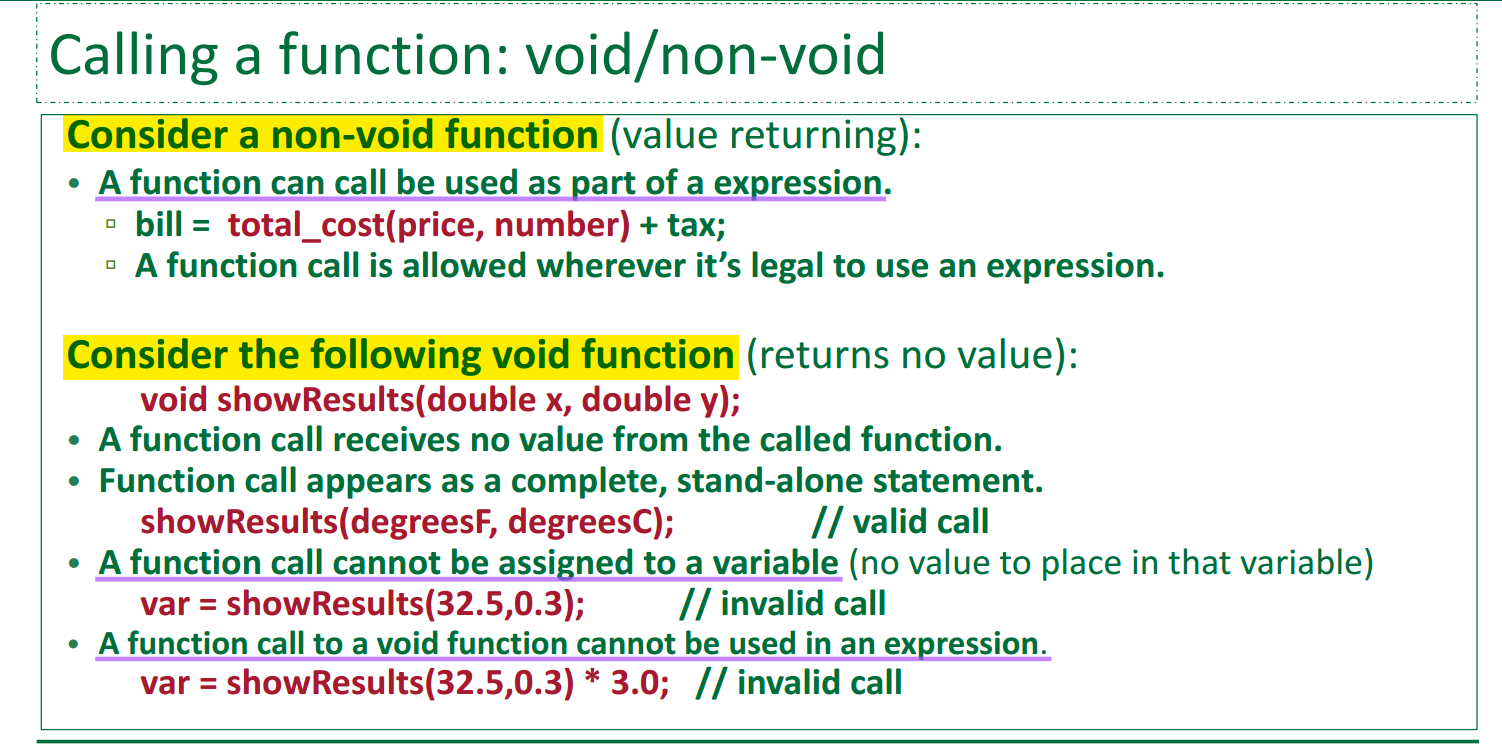 Calling a function: void/non-void
Consider a non-void function (value returning):
• A function can call be used as part of a expression.
▫ bill = total_cost(price, number) + tax;
▫ A function call is allowed wherever it’s legal to use an expression.
Consider the following void function (returns no value):
void showResults(double x, double y);
• A function call receives no value from the called function.
• Function call appears as a complete, stand-alone statement.
showResults(degreesF, degreesC); // valid call
• A function call cannot be assigned to a variable (no value to place in that variable)
var = showResults(32.5,0.3); // invalid call
• A function call to a void function cannot be used in an expression.
var = showResults(32.5,0.3) * 3.0; // invalid call